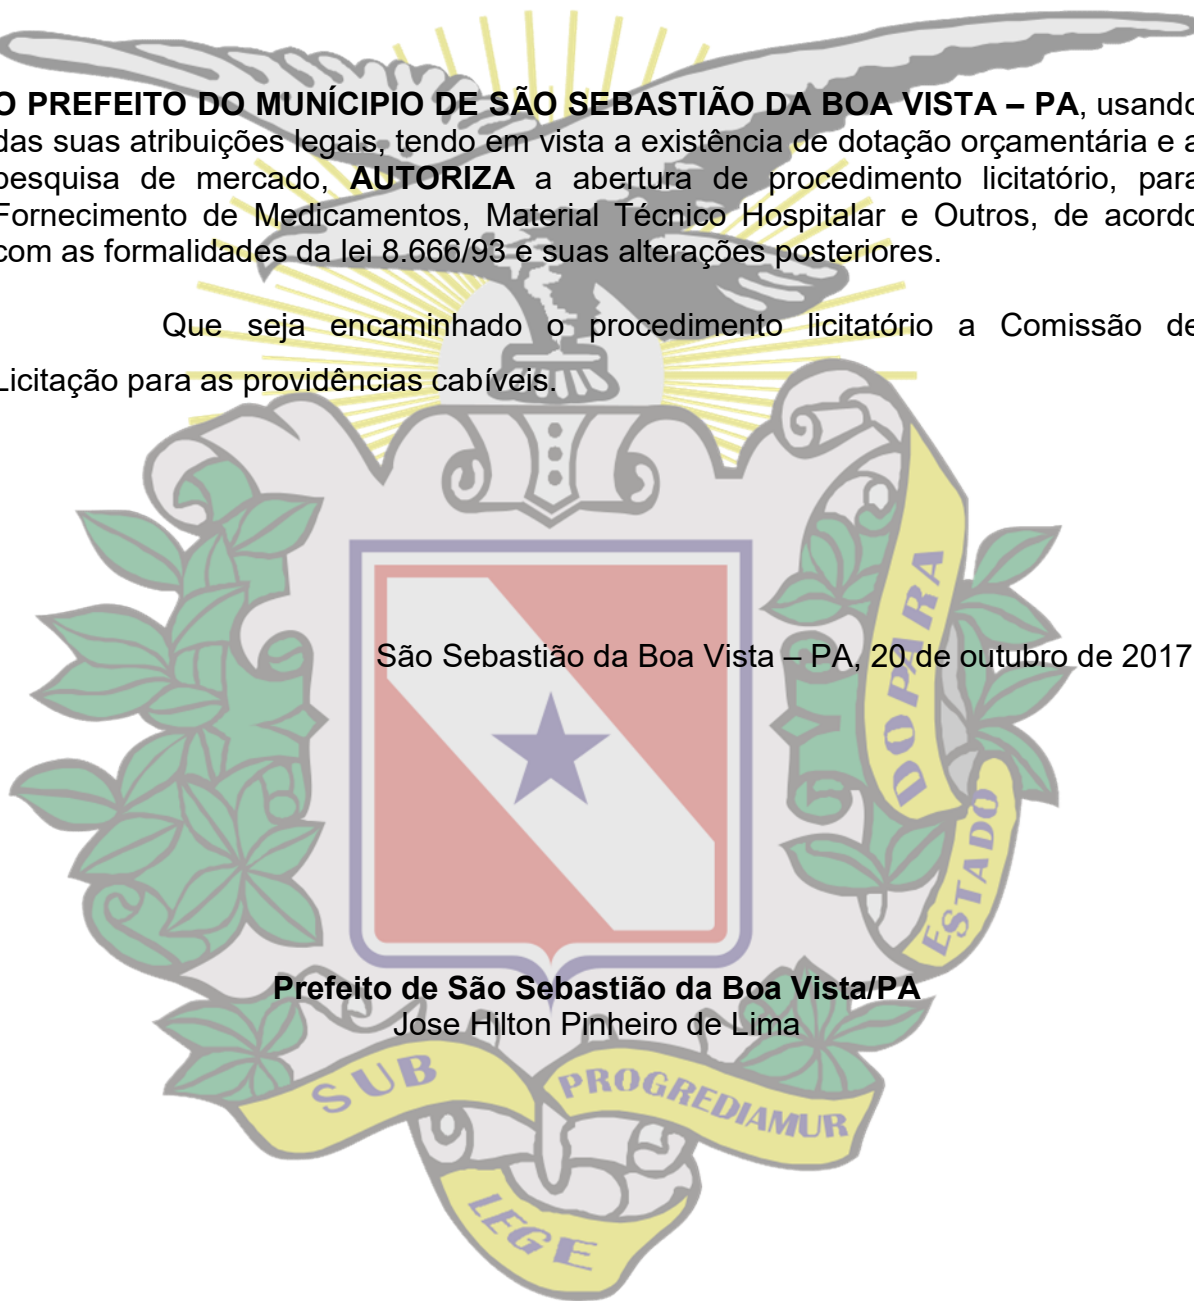 O PREFEITO DO MUNÍCIPIO DE SÃO SEBASTIÃO DA BOA VISTA – PA, usando
das suas atribuições legais, tendo em vista a existência de dotação orçamentária e a
pesquisa de mercado, AUTORIZA a abertura de procedimento licitatório, para
Fornecimento de Medicamentos, Material Técnico Hospitalar e Outros, de acordo
com as formalidades da lei 8.666/93 e suas alterações posteriores.
Que seja encaminhado o procedimento licitatório a Comissão de
Licitação para as providências cabíveis.
São Sebastião da Boa Vista – PA, 20 de outubro de 2017
ESTADO
DO PARA
Prefeito de São Sebastião da Boa Vista/PA
Jose Hilton Pinheiro de Lima
SUB
LEGE
PROGREDIAMUR